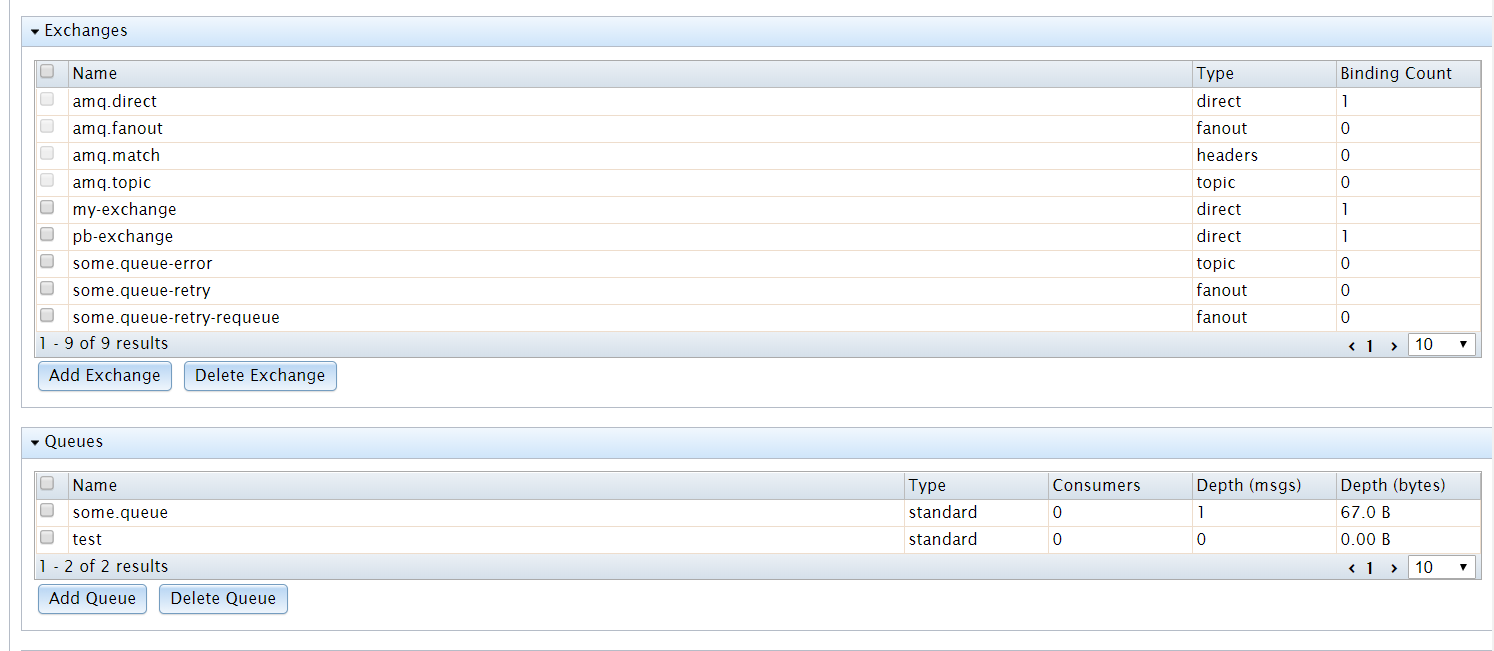 Exchanges
Name Type Binding Count
amq.direct direct 1
amq.fanout fanout 0
amq.match headers 0
amq.topic topic 0
my-exchange direct 1
pb-exchange direct 1
some.queue-error topic 0
some.queue-retry fanout 0
some.queue-retry-requeue fanout 0
1 - 9 of 9 results < 1 > 10
Add Exchange Delete Exchange
Queues
Name Type Consumers Depth (msgs) Depth (bytes)
some.queue standard 0 1 67.0 B
test standard 0 0 0.00 B
1 - 2 of 2 results < 1 > 10
Add Queue Delete Queue